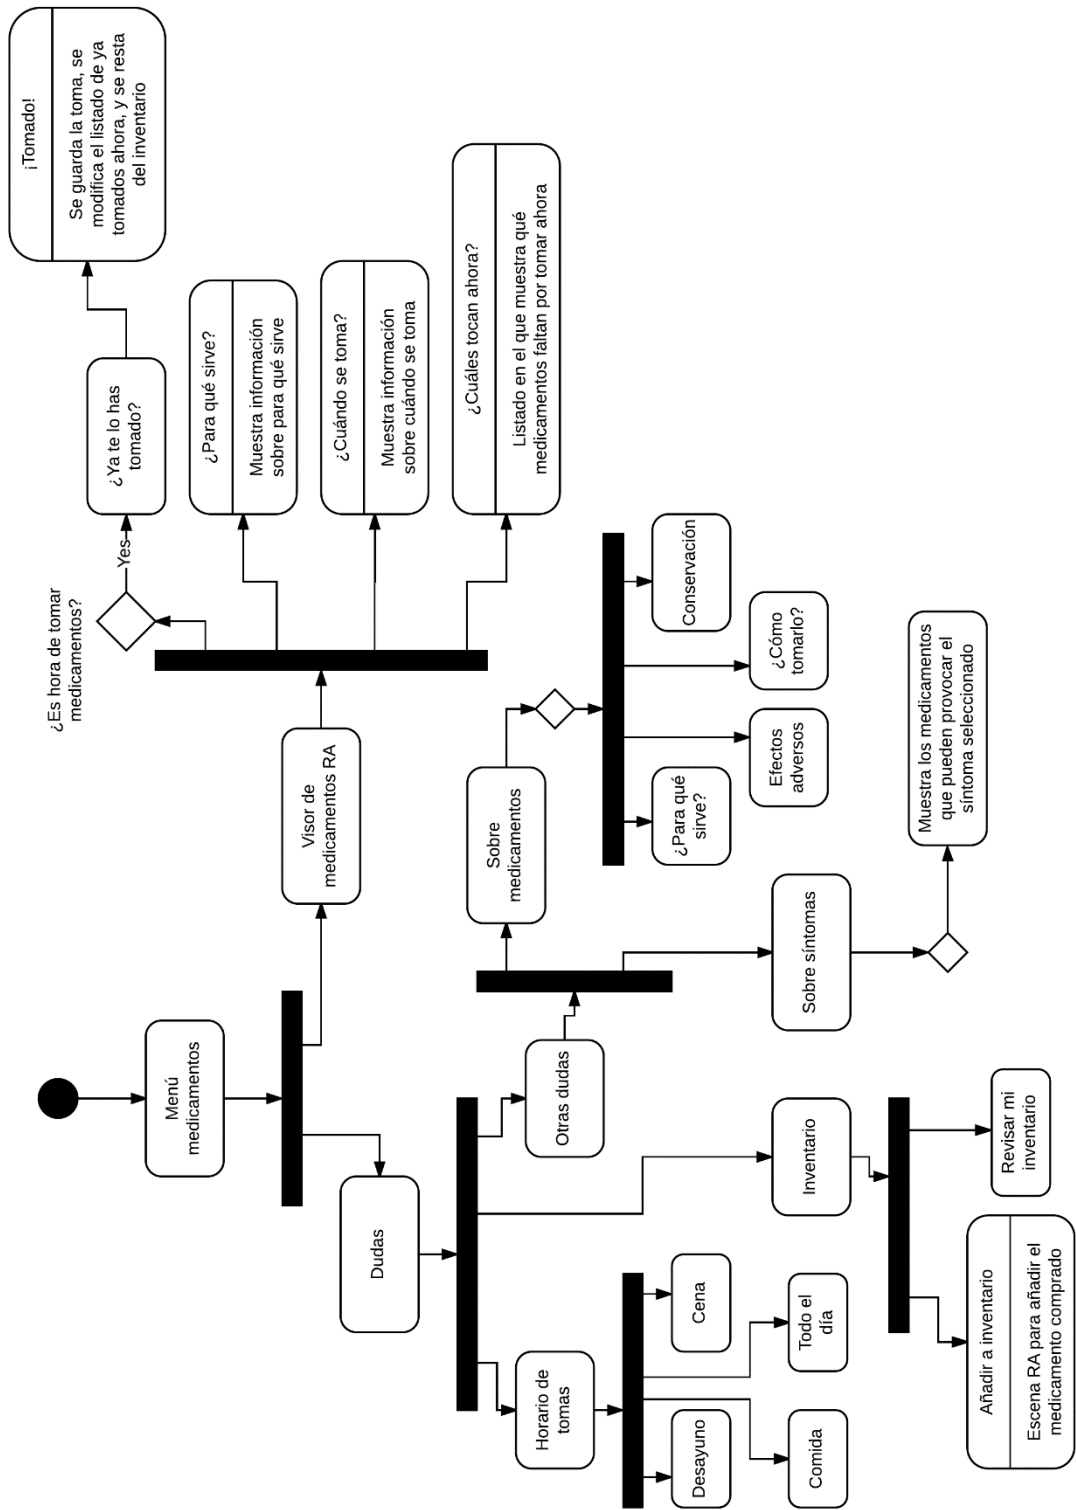 Menú
medicamentos
Visor de
medicamentos RA
¿Es hora de tomar
medicamentos?
Yes
¿Ya te lo has
tomado?
¡Tomado!
Se guarda la toma, se
modifica el listado de ya
tomados ahora, y se resta
del inventario
¿Para qué sirve?
Muestra información
sobre para qué sirve
¿Cuándo se toma?
Muestra información
sobre cuándo se toma
¿Cuáles tocan ahora?
Listado en el que muestra qué
medicamentos faltan por tomar ahora
Dudas
Horario de
tomas
Desayuno
Comida
Todo el
día
Cena
Otras dudas
Sobre
medicamentos
¿Para qué
sirve?
Efectos
adversos
¿Cómo
tomarlo?
Conservación
Sobre síntomas
Muestra los medicamentos
que pueden provocar el
síntoma seleccionado
Inventario
Añadir a inventario
Escena RA para añadir el
medicamento comprado
Revisar mi
inventario